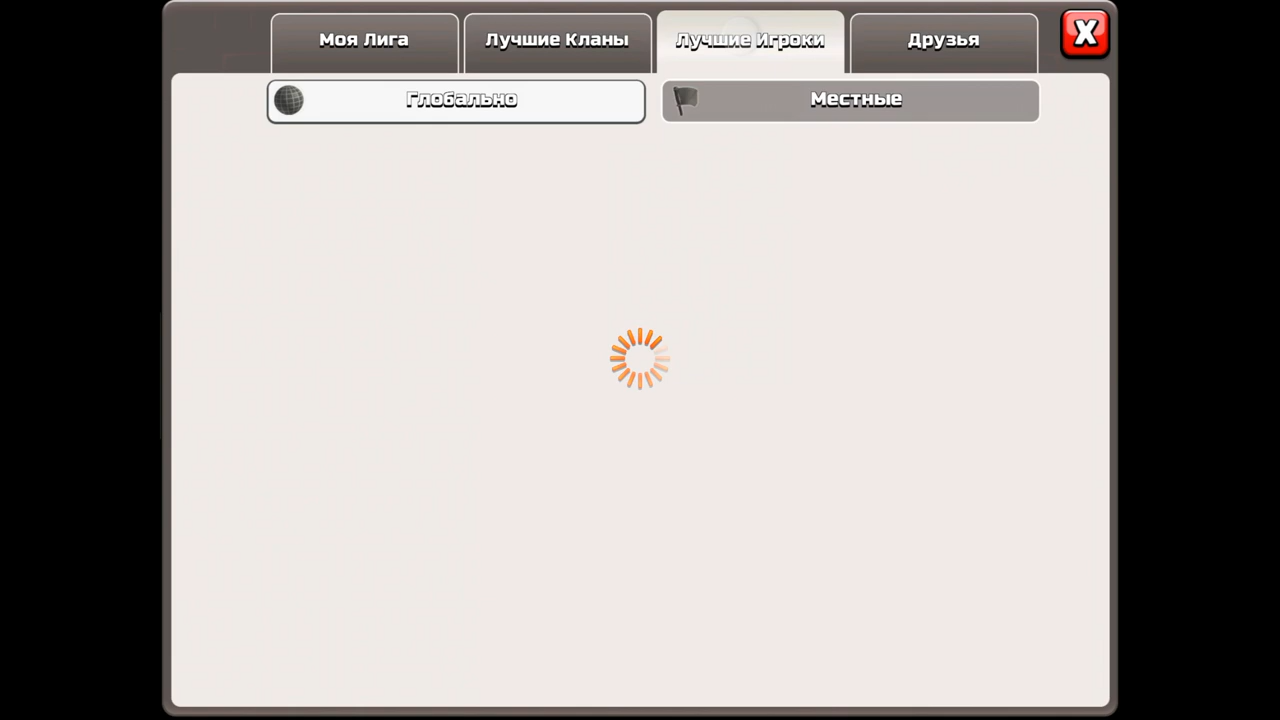 Моя Лига
Лучшие Кланы
Лучшие Игроки
Друзья
X
Глобально
Местные